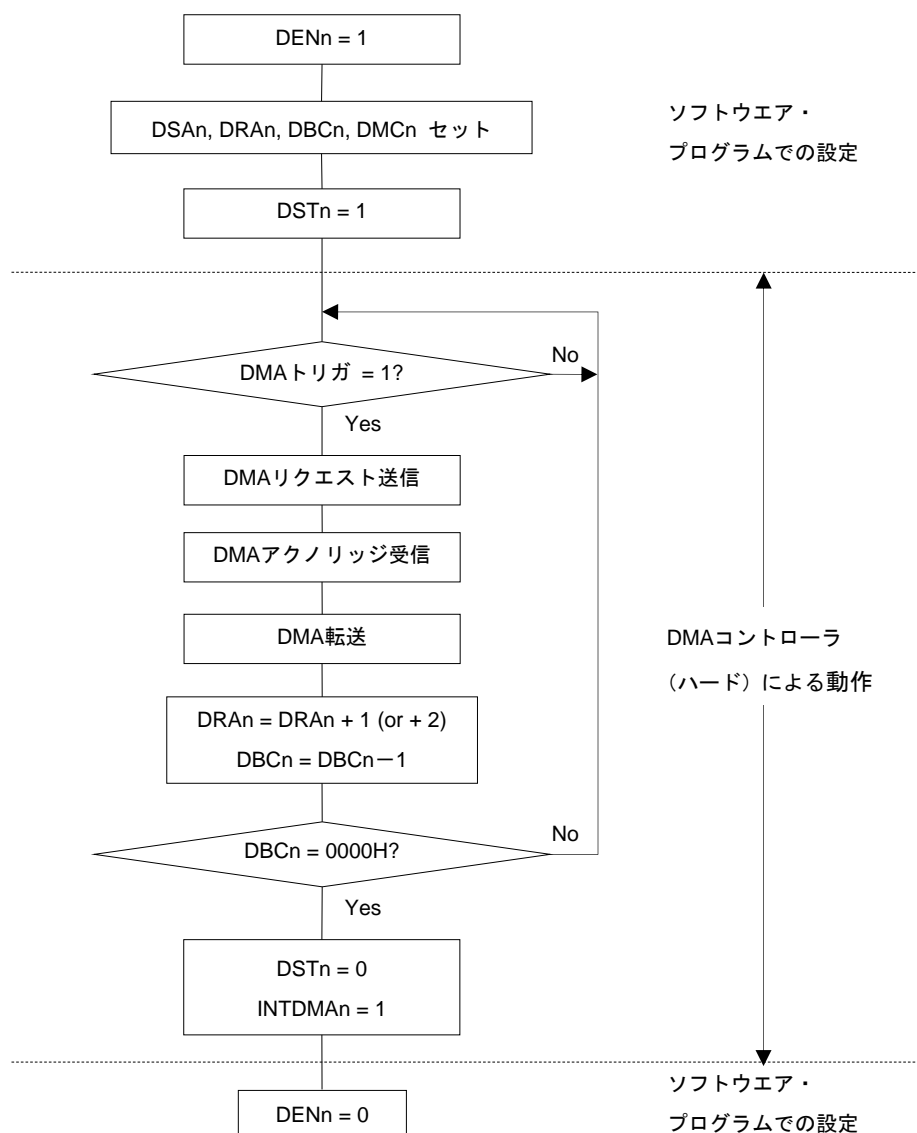 DENn = 1
DSAn, DRAn, DBCn, DMCn セット
ソフトウエア・
プログラムでの設定
DSTn = 1
DMAトリガ = 1?
No
Yes
DMAリクエスト送信
DMAアクノリッジ受信
DMA転送
DMAコントローラ
（ハード）による動作
DRAn = DRAn + 1 (or + 2)
DBCn = DBCn－1
DBCn = 0000H?
No
Yes
DSTn = 0
INTDMAn = 1
DENn = 0
ソフトウエア・
プログラムでの設定